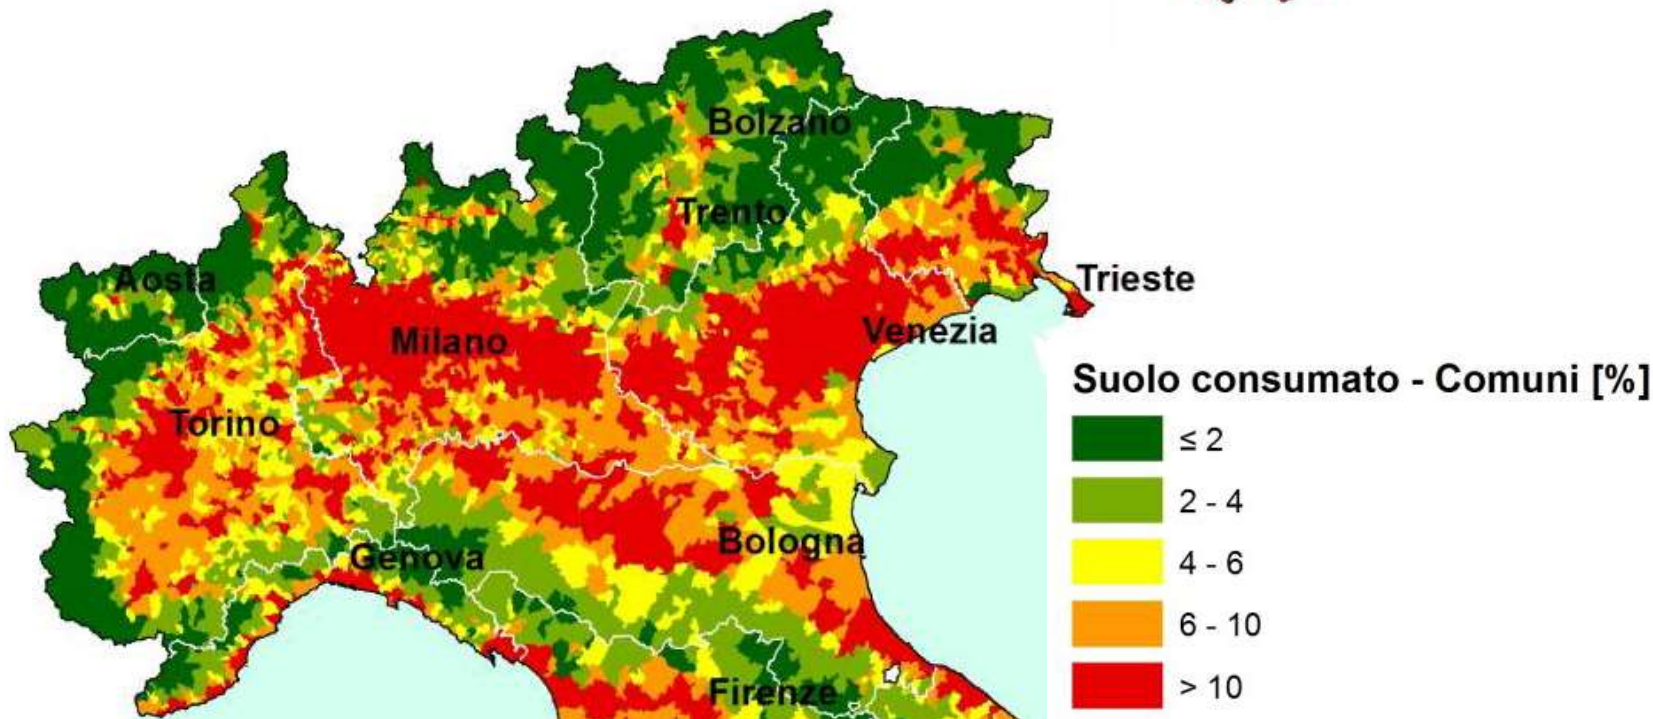 Bolzano
Trento
Aosta
Trieste
Milano
Venezia
Torino
Bologna
Genova
Firenze
Suolo consumato - Comuni [%]
≤ 2
2 - 4
4 - 6
6 - 10
> 10